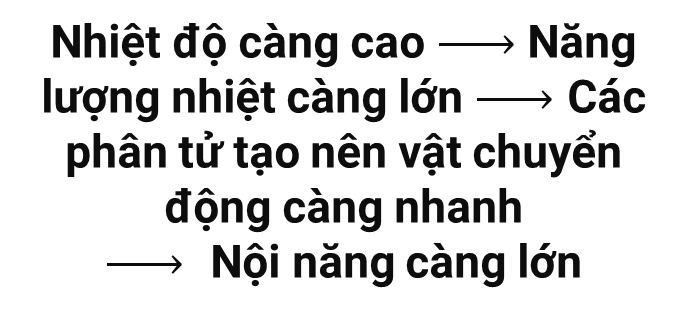 Nhiệt độ càng cao ⟶ Năng
lượng nhiệt càng lớn ⟶ Các
phân tử tạo nên vật chuyển
động càng nhanh
⟶ Nội năng càng lớn